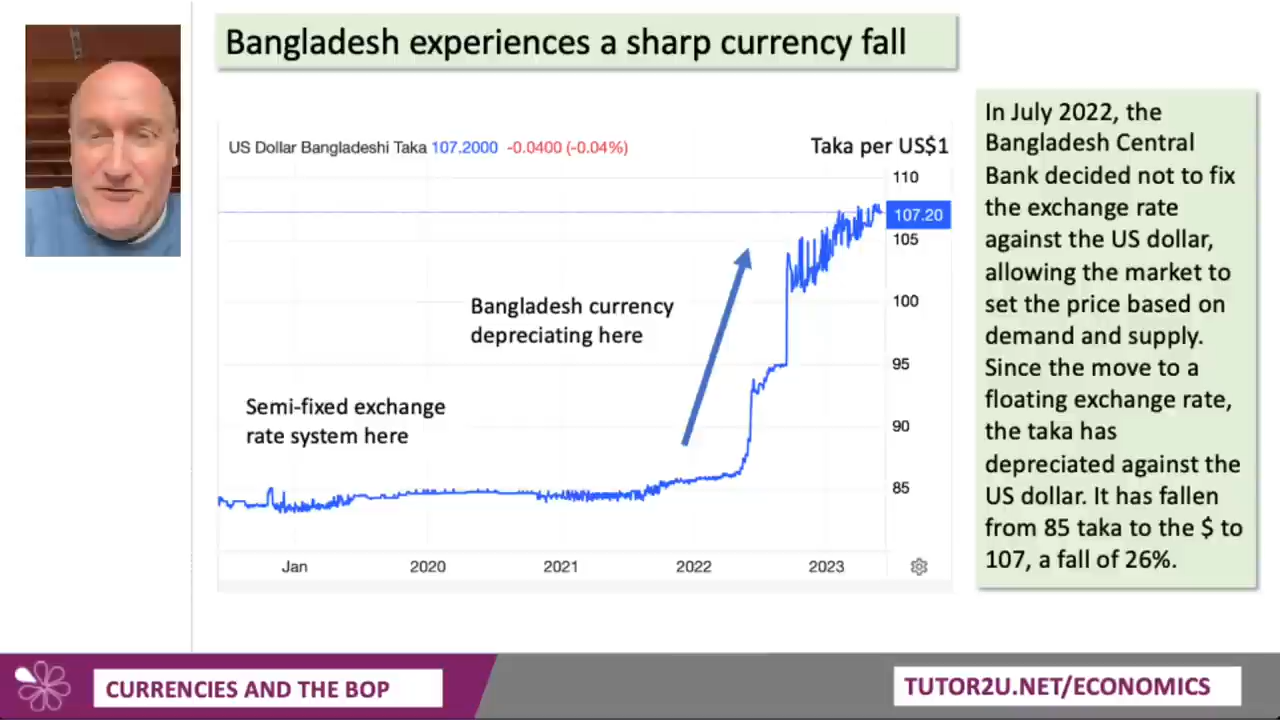 Bangladesh experiences a sharp currency fall
US Dollar Bangladeshi Taka 107.2000 -0.0400 (-0.04%)
Taka per US$1
110
107.20
105
100
95
90
85
Bangladesh currency
depreciating here
Semi-fixed exchange
rate system here
Jan 2020 2021 2022 2023
In July 2022, the
Bangladesh Central
Bank decided not to fix
the exchange rate
against the US dollar,
allowing the market to
set the price based on
demand and supply.
Since the move to a
floating exchange rate,
the taka has
depreciated against the
US dollar. It has fallen
from 85 taka to the $ to
107, a fall of 26%.
CURRENCIES AND THE BOP
TUTOR2U.NET/ECONOMICS